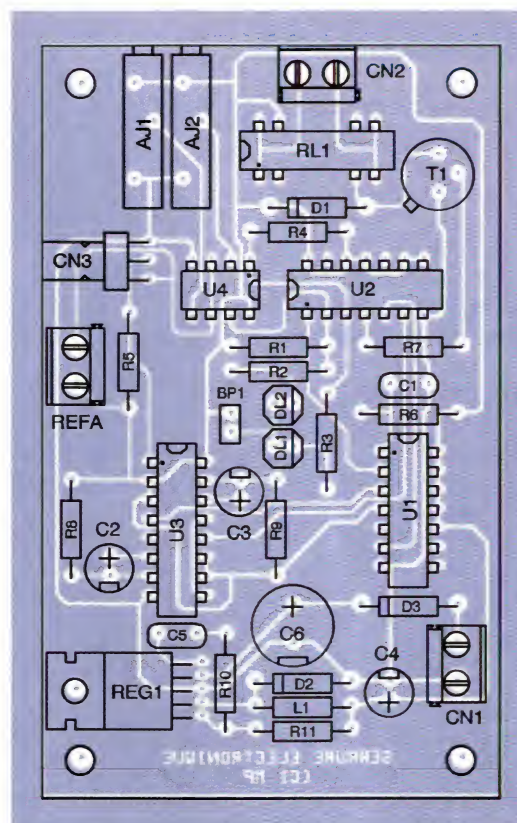 CN2
AJ1
AJ2
RL1
T1
D1
R4
CN3
U4
U2
R1
R7
R5
R2
C1
REFA
BP1
DL2
R6
DL1
R3
U1
R8
C2
U3
C3
R9
C5
C6
D3
R10
C4
REG1
D2
L1
CN1
R11
SERRURE ELECTRONIQUE
(C) MP